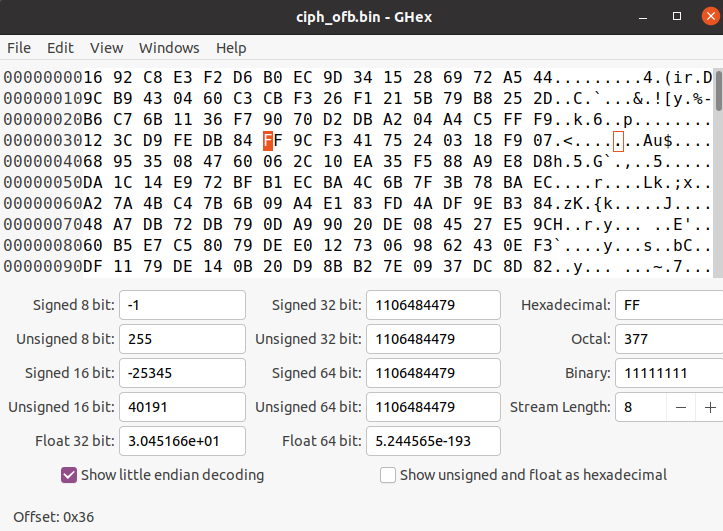 ciph_ofb.bin - GHex
File Edit View Windows Help
0000000016 92 C8 E3 F2 D6 B0 EC 9D 34 15 28 69 72 A5 44.........4.(ir.D
000000109C B9 43 04 60 C3 CB F3 26 F1 21 5B 79 B8 25 2D..C.`...&.![y.%-
00000020B6 C7 6B 11 36 F7 90 70 D2 DB A2 04 A4 C5 FF F9..k.6..p........
0000003012 3C D9 FE DB 84 FF 9C F3 41 75 24 03 18 F9 07.<.......Au$....
0000004068 95 35 08 47 60 06 2C 10 EA 35 F5 88 A9 E8 D8h.5.G`.,..5.....
00000050DA 1C 14 E9 72 BF B1 EC BA 4C 6B 7F 3B 78 BA EC....r....Lk.;x..
00000060A2 7A 4B C4 7B 6B 09 A4 E1 83 FD 4A DF 9E B3 84.zK.{k.....J....
0000007048 A7 DB 72 DB 79 0D A9 90 20 DE 08 45 27 E5 9CH..r.y... ..E'..
0000008060 B5 E7 C5 80 79 DE E0 12 73 06 98 62 43 0E F3`....y...s..bC..
00000090DF 11 79 DE 14 0B 20 D9 8B B2 7E 09 37 DC 8D 82..y... ...~.7...
Signed 8 bit: -1 Signed 32 bit: 1106484479 Hexadecimal: FF
Unsigned 8 bit: 255 Unsigned 32 bit: 1106484479 Octal: 377
Signed 16 bit: -25345 Signed 64 bit: 1106484479 Binary: 11111111
Unsigned 16 bit: 40191 Unsigned 64 bit: 1106484479 Stream Length: 8 − +
Float 32 bit: 3.045166e+01 Float 64 bit: 5.244565e-193
Show little endian decoding Show unsigned and float as hexadecimal
Offset: 0x36